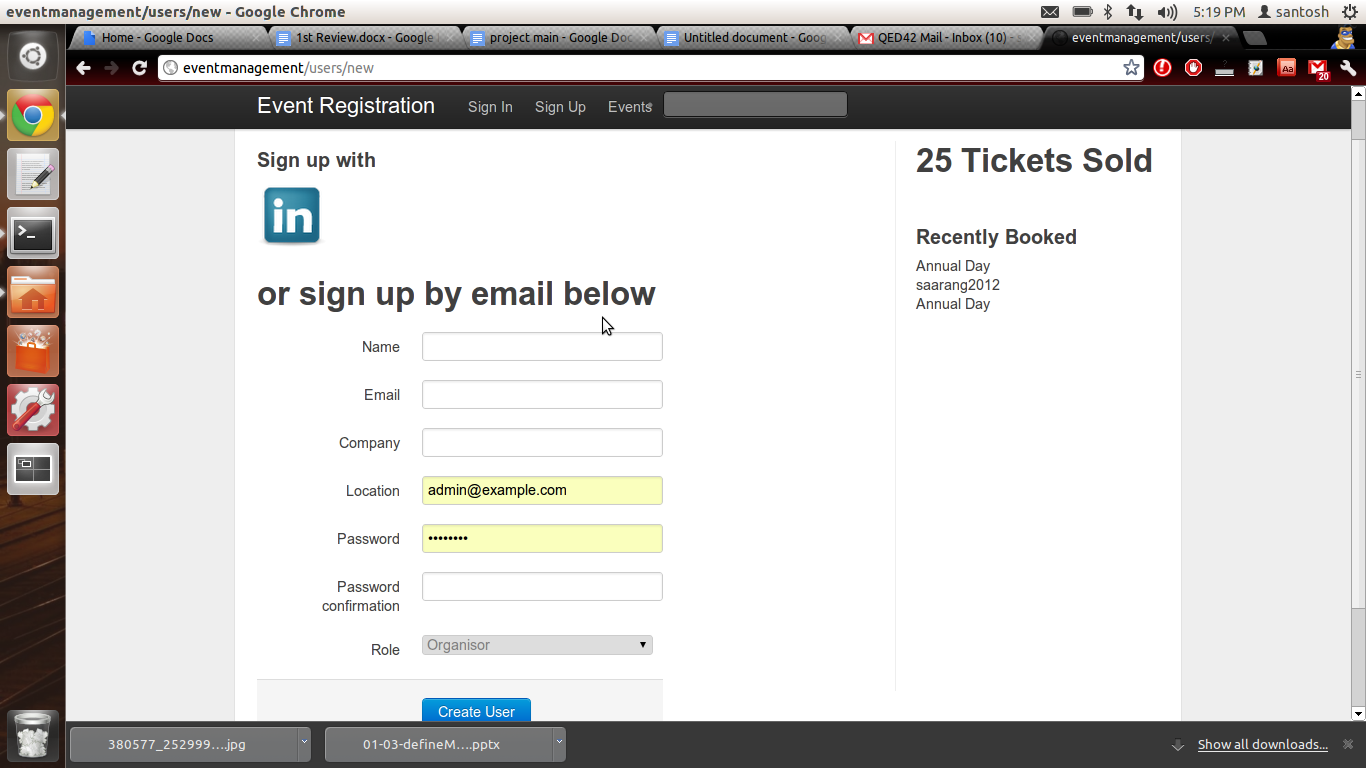 eventmanagement/users/new - Google Chrome
5:19 PM santosh
Home - Google Docs
1st Review.docx - Google
project main - Google Doc
Untitled document - Goog
QED42 Mail - Inbox (10) -
eventmanagement/users/
eventmanagement/users/new
Aa
20
Event Registration
Sign In
Sign Up
Events
Sign up with
in
or sign up by email below
Name
Email
Company
Location
admin@example.com
Password
••••••••
Password
confirmation
Role
Organisor
Create User
25 Tickets Sold
Recently Booked
Annual Day
saarang2012
Annual Day
380577_252999....jpg
01-03-defineM....pptx
Show all downloads...